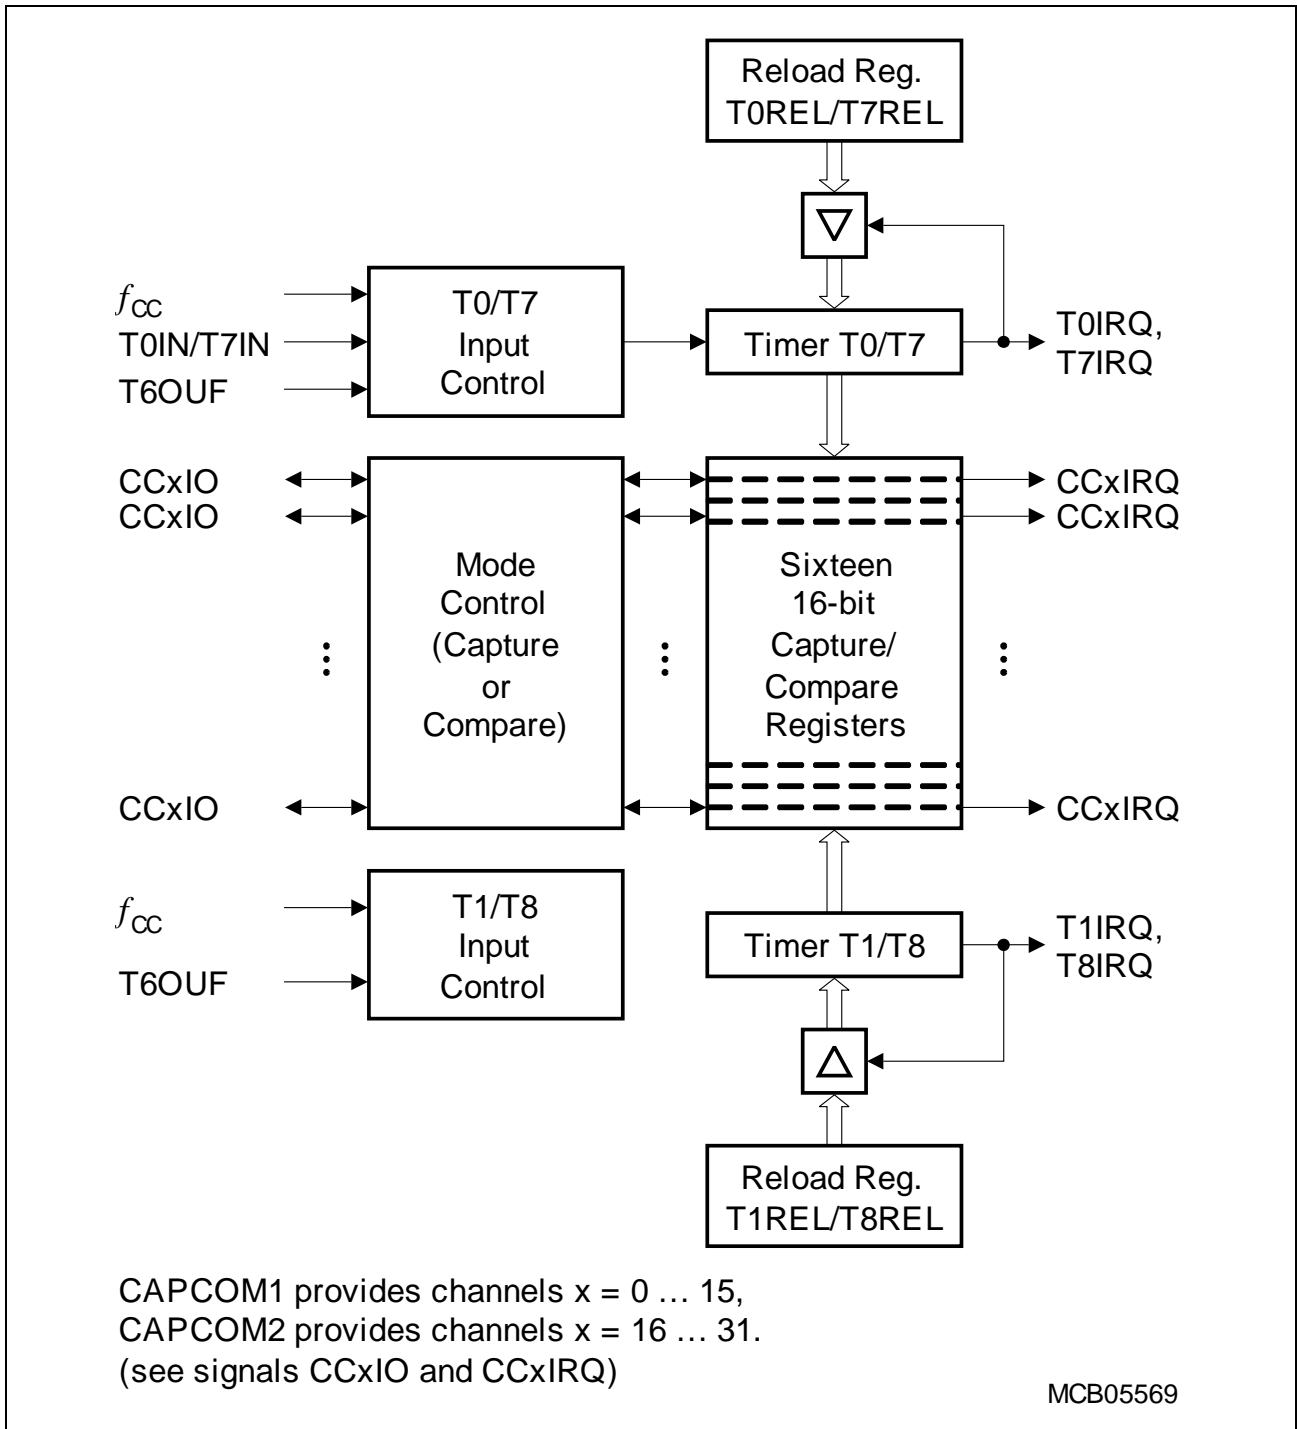 Reload Reg.
T0REL/T7REL
f CC
T0IN/T7IN
T6OUF
T0/T7
Input
Control
Timer T0/T7
T0IRQ,
T7IRQ
CCxIO
CCxIO
CCxIO
Mode
Control
(Capture
or
Compare)
Sixteen
16-bit
Capture/
Compare
Registers
CCxIRQ
CCxIRQ
CCxIRQ
f CC
T6OUF
T1/T8
Input
Control
Timer T1/T8
T1IRQ,
T8IRQ
Reload Reg.
T1REL/T8REL
CAPCOM1 provides channels x = 0 … 15,
CAPCOM2 provides channels x = 16 … 31.
(see signals CCxIO and CCxIRQ)
MCB05569